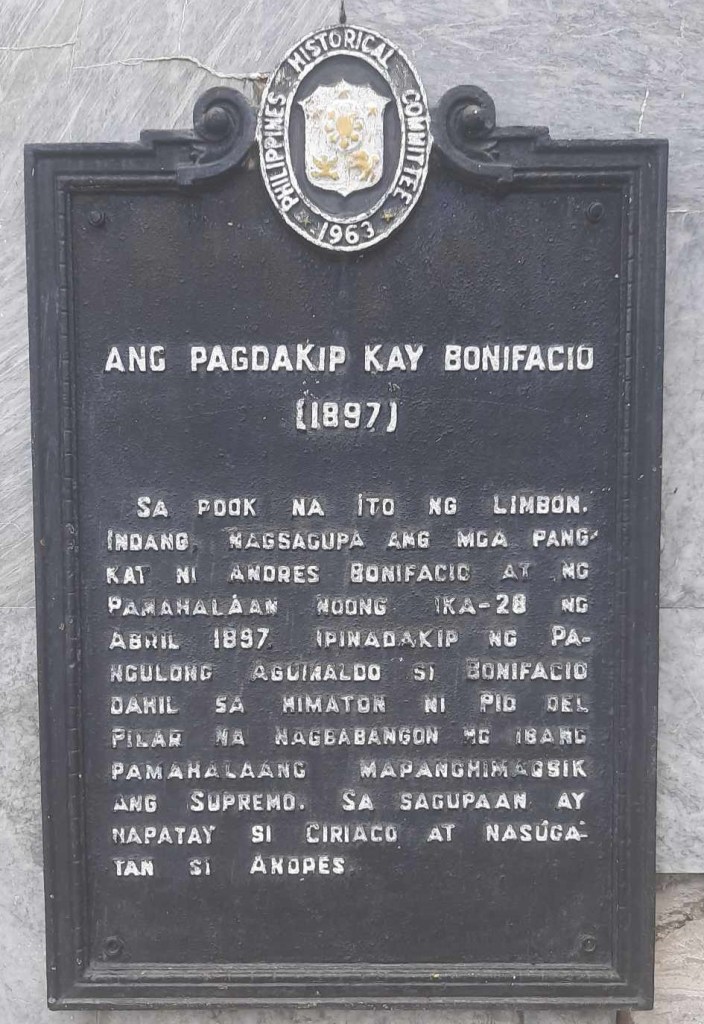 PHILIPPINES HISTORICAL COMMITTEE
1963
ANG PAGDAKIP KAY BONIFACIO
(1897)
SA POOK NA ITO NG LIMBON,
INDANG, NAGSAGUPA ANG MGA PANG-
KAT NI ANDRES BONIFACIO AT NG
PAMAHALAAN NOONG IKA-28 NG
ABRIL 1897. IPINADAKIP NG PA-
NGULONG AGUINALDO SI BONIFACIO
DAHIL SA HIMATON NI PIO DEL
PILAR NA NAGBABANGON NG IBANG
PAMAHALAANG MAPANGHIMAGSIK
ANG SUPREMO. SA SAGUPAAN AY
NAPATAY SI CIRIACO AT NASUGA-
TAN SI ANDRES